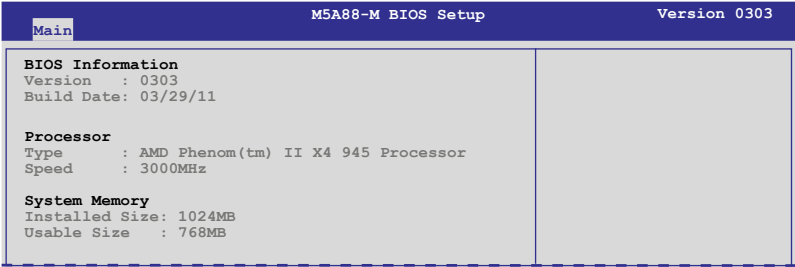 M5A88-M BIOS Setup Version 0303
Main
BIOS Information
Version : 0303
Build Date: 03/29/11
Processor
Type : AMD Phenom(tm) II X4 945 Processor
Speed : 3000MHz
System Memory
Installed Size: 1024MB
Usable Size : 768MB